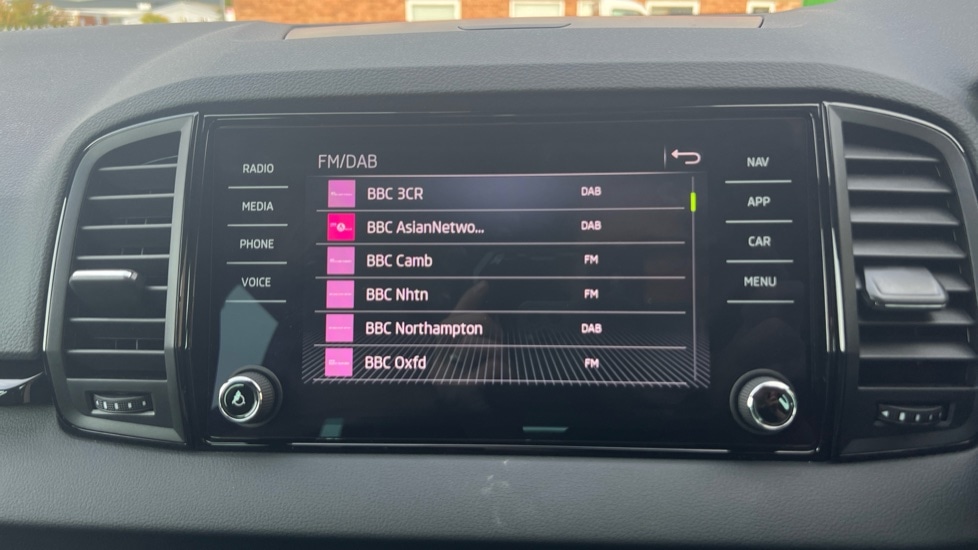 RADIO
MEDIA
PHONE
VOICE
FM/DAB
BBC 3CR DAB
BBC AsianNetwo... DAB
BBC Camb FM
BBC Nhtn FM
BBC Northampton DAB
BBC Oxfd FM
NAV
APP
CAR
MENU